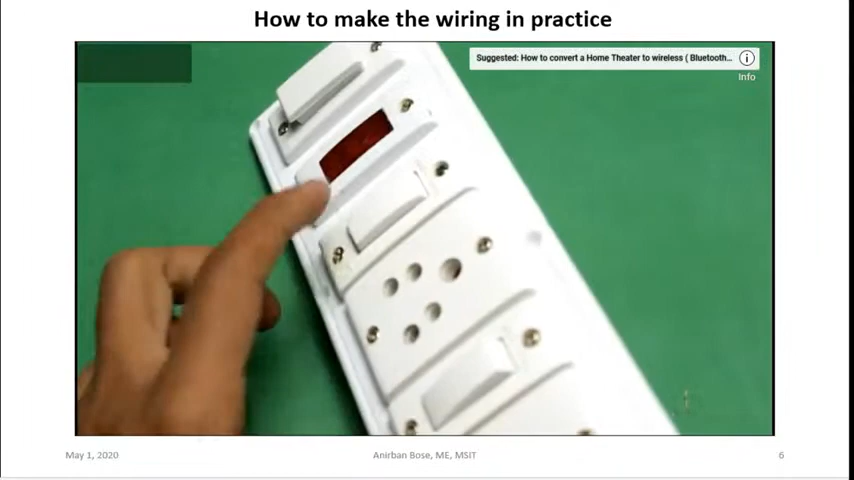 How to make the wiring in practice
Suggested: How to convert a Home Theater to wireless ( Bluetooth...
Info
May 1, 2020
Anirban Bose, ME, MSIT
6